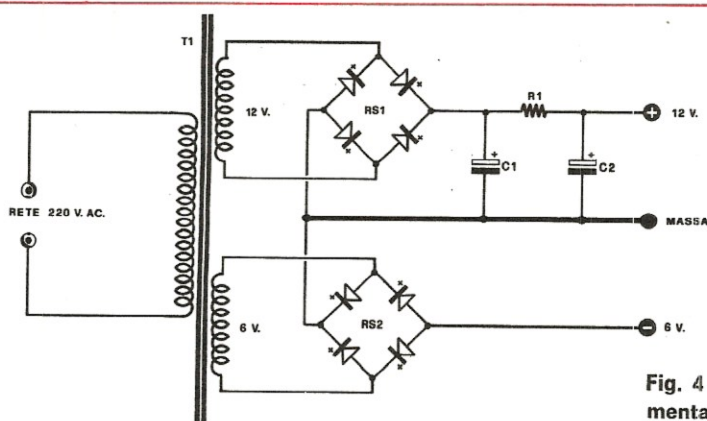 T1
12 V.
RS1
R1
12 V.
C1
C2
RETE 220 V. AC.
MASSA
6 V.
RS2
6 V.
Fig. 4
menta